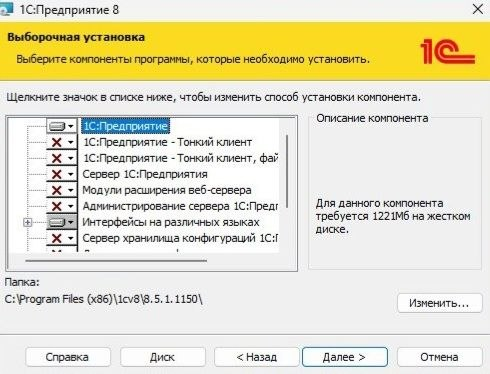 1С:Предприятие 8
Выборочная установка
Выберите компоненты программы, которые необходимо установить.
1С
Щелкните значок в списке ниже, чтобы изменить способ установки компонента.
1С:Предприятие
1С:Предприятие - Тонкий клиент
1С:Предприятие - Тонкий клиент, фай
Сервер 1С:Предприятия
Модули расширения веб-сервера
Администрирование сервера 1С:Предп
Интерфейсы на различных языках
Сервер хранилища конфигураций 1С:П
Описание компонента
Для данного компонента
требуется 1221Мб на жестком
диске.
Папка:
C:\Program Files (x86)\1cv8\8.5.1.1150\
Изменить...
Справка
Диск
< Назад
Далее >
Отмена